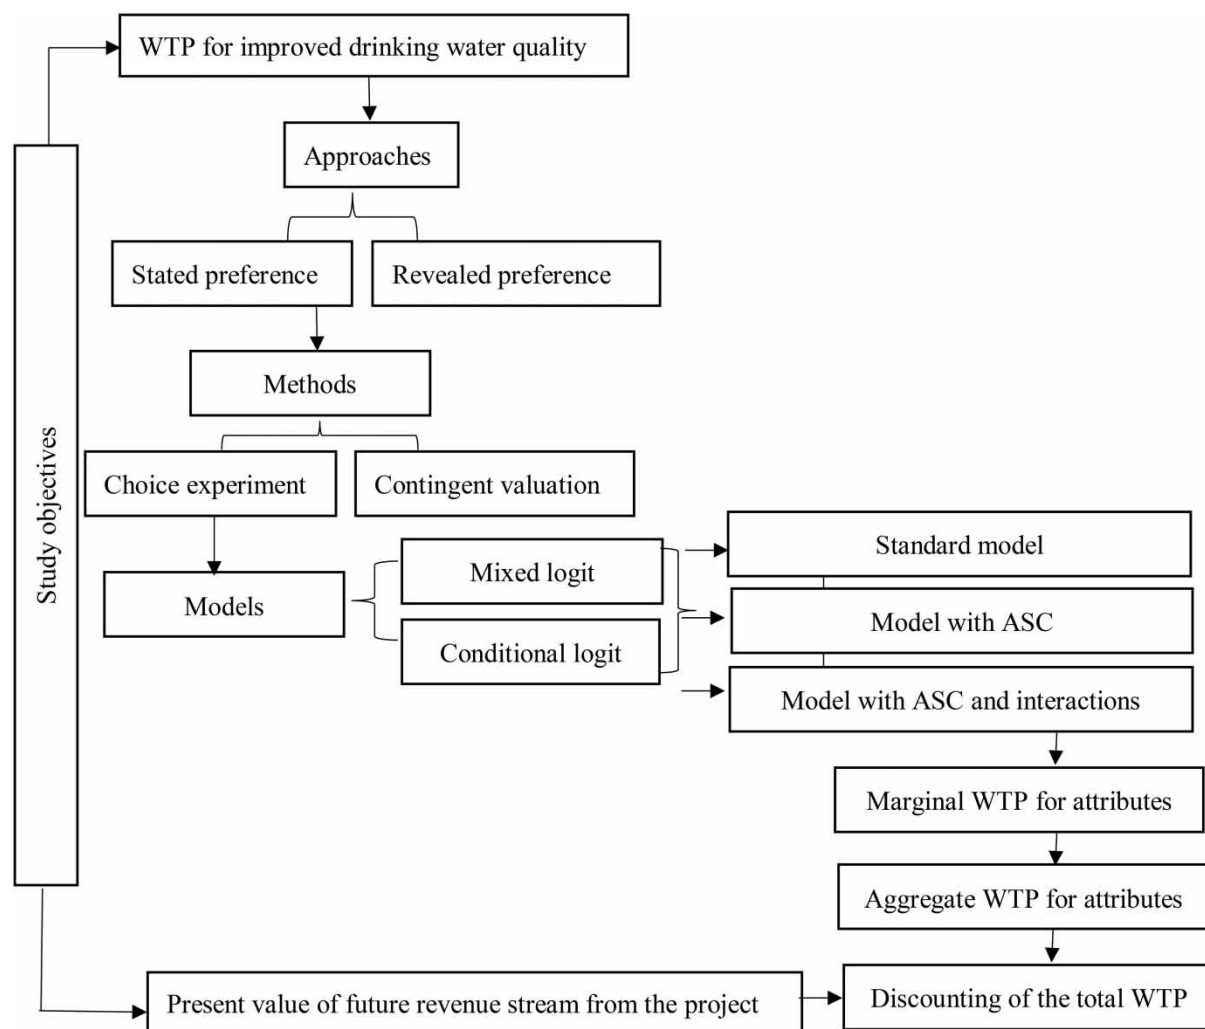 WTP for improved drinking water quality
Approaches
Stated preference
Revealed preference
Methods
Choice experiment
Contingent valuation
Study objectives
Models
Mixed logit
Conditional logit
Standard model
Model with ASC
Model with ASC and interactions
Marginal WTP for attributes
Aggregate WTP for attributes
Present value of future revenue stream from the project
Discounting of the total WTP